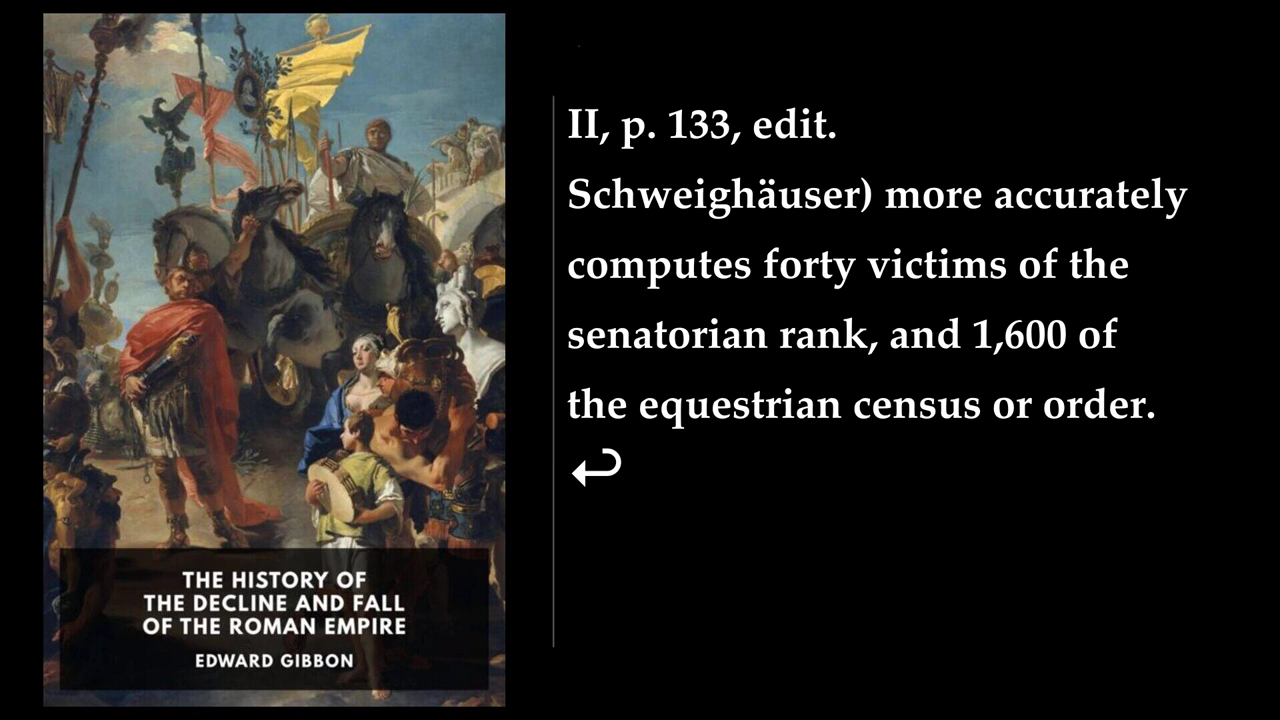 THE HISTORY OF
THE DECLINE AND FALL
OF THE ROMAN EMPIRE
EDWARD GIBBON
II, p. 133, edit.
Schweighäuser) more accurately
computes forty victims of the
senatorian rank, and 1,600 of
the equestrian census or order.
↩